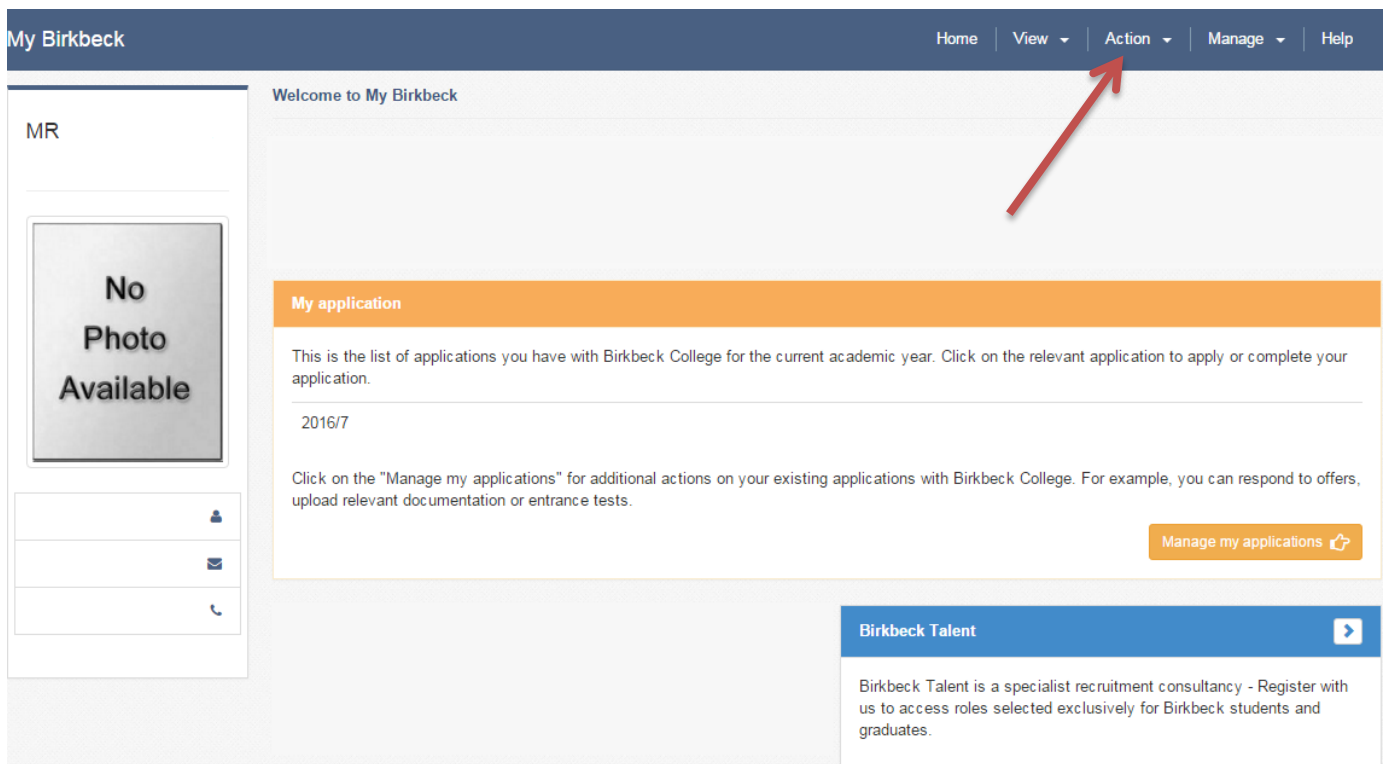 My Birkbeck
Home View Action Manage Help
MR
No
Photo
Available
Welcome to My Birkbeck
My application
This is the list of applications you have with Birkbeck College for the current academic year. Click on the relevant application to apply or complete your
application.
2016/7
Click on the "Manage my applications" for additional actions on your existing applications with Birkbeck College. For example, you can respond to offers,
upload relevant documentation or entrance tests.
Manage my applications
Birkbeck Talent
Birkbeck Talent is a specialist recruitment consultancy - Register with
us to access roles selected exclusively for Birkbeck students and
graduates.